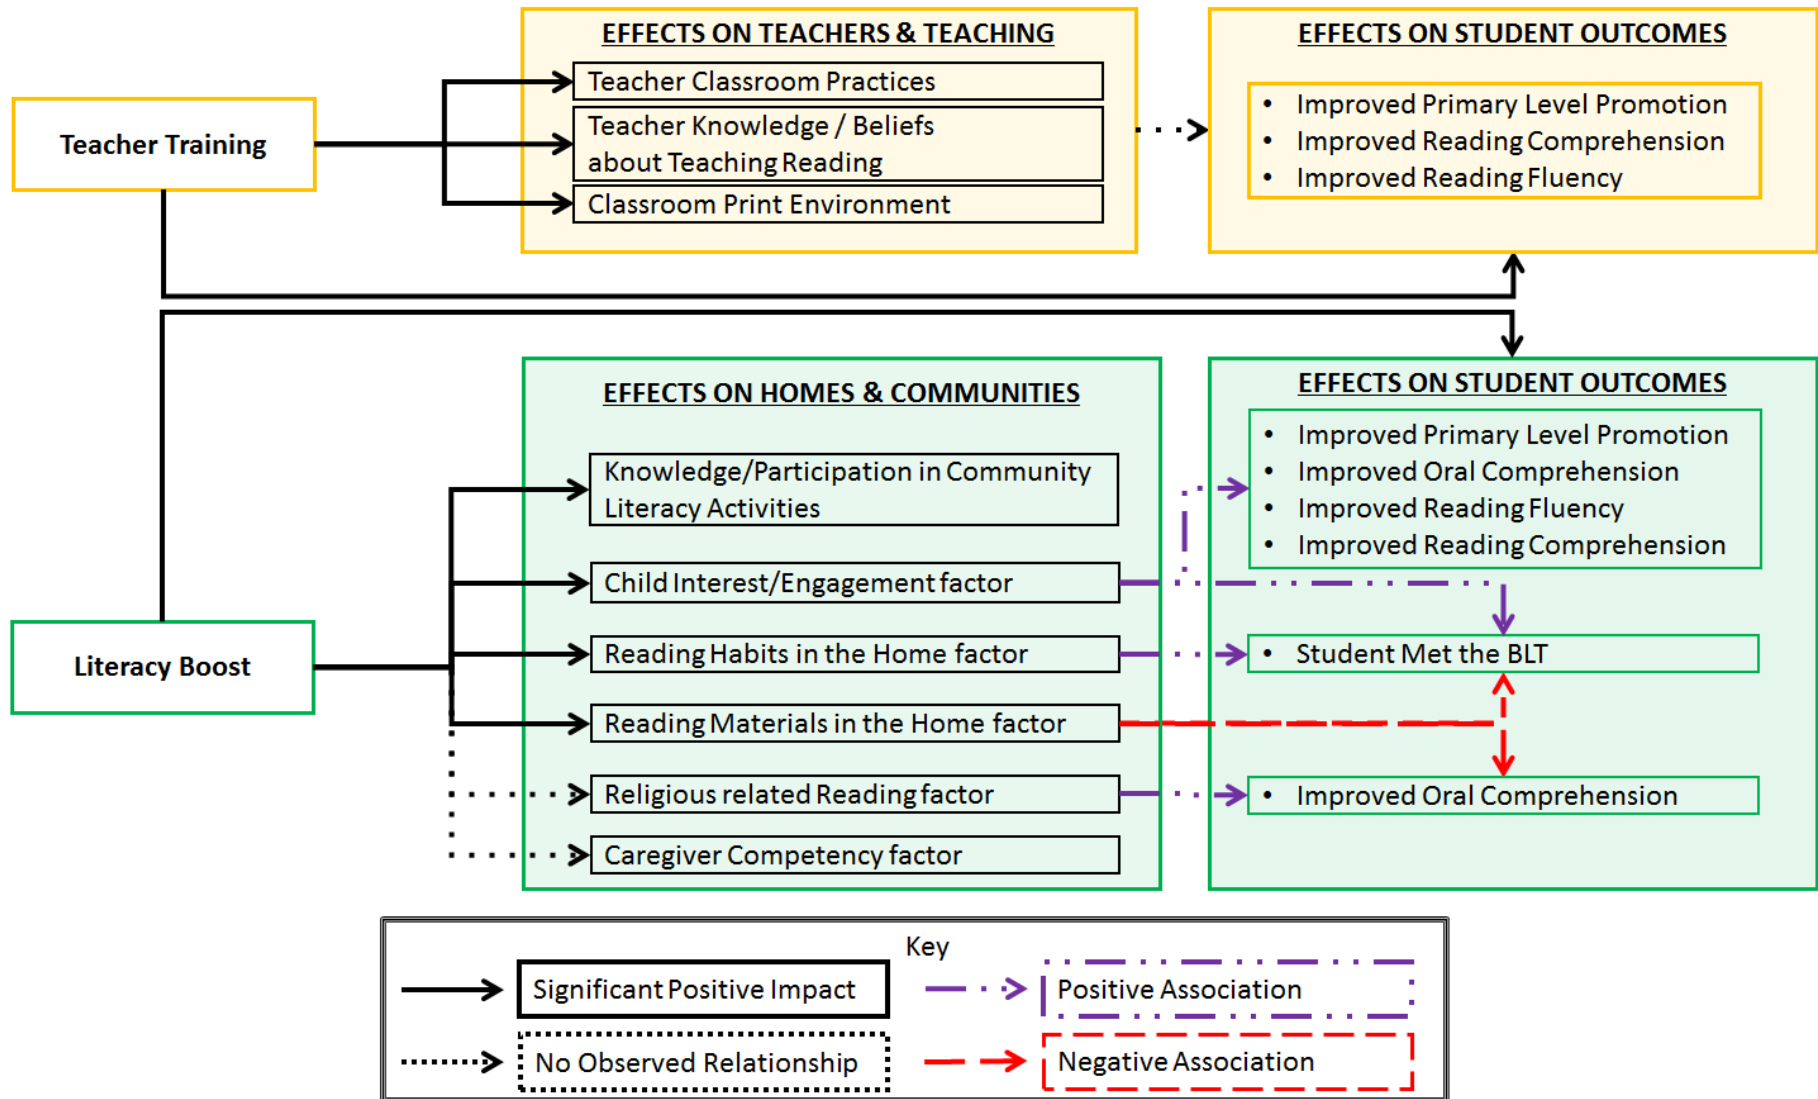 EFFECTS ON TEACHERS & TEACHING
Teacher Classroom Practices
Teacher Knowledge / Beliefs
about Teaching Reading
Classroom Print Environment
EFFECTS ON STUDENT OUTCOMES
• Improved Primary Level Promotion
• Improved Reading Comprehension
• Improved Reading Fluency
Teacher Training
EFFECTS ON HOMES & COMMUNITIES
Knowledge/Participation in Community
Literacy Activities
Child Interest/Engagement factor
Reading Habits in the Home factor
Reading Materials in the Home factor
Religious related Reading factor
Caregiver Competency factor
EFFECTS ON STUDENT OUTCOMES
• Improved Primary Level Promotion
• Improved Oral Comprehension
• Improved Reading Fluency
• Improved Reading Comprehension
• Student Met the BLT
• Improved Oral Comprehension
Literacy Boost
Key
Significant Positive Impact
Positive Association
No Observed Relationship
Negative Association